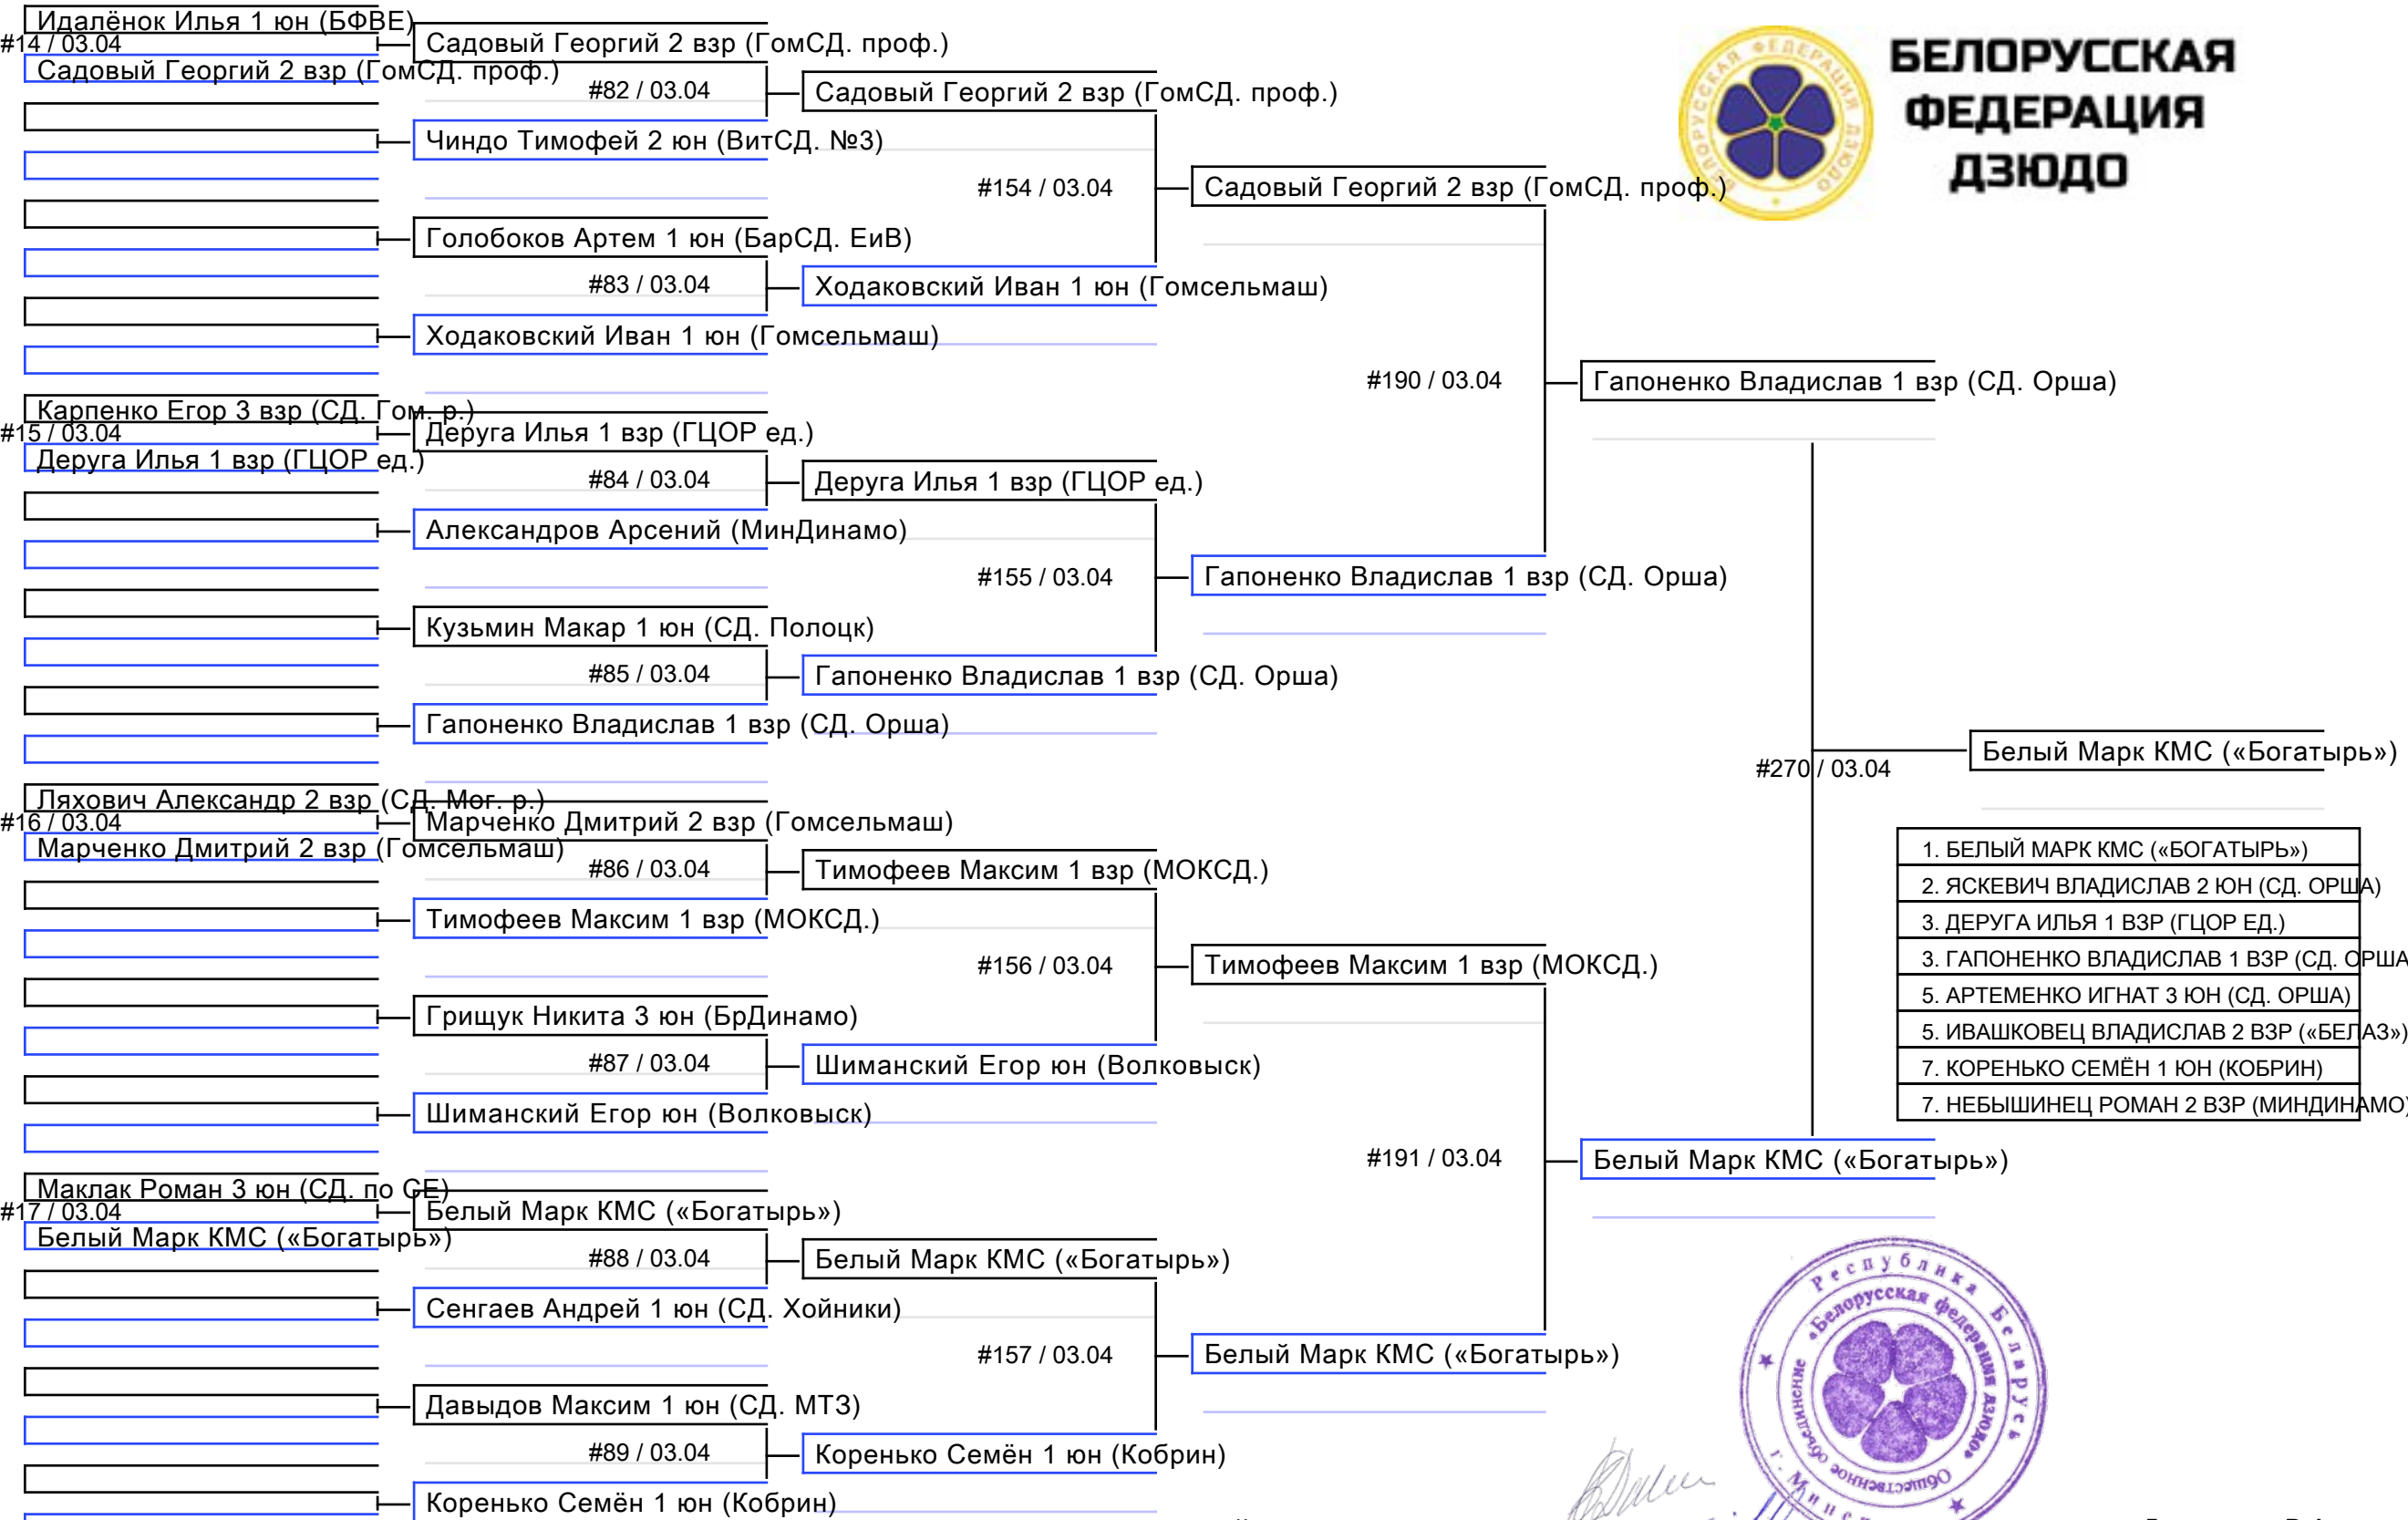 БЕЛОРУССКАЯ
ФЕДЕРАЦИЯ
ДЗЮДО
БЕЛОРУССКАЯ ФЕДЕРАЦИЯ ДЗЮДО
Идалёнок Илья 1 юн (БФВЕ)
#14 / 03.04
Садовый Георгий 2 взр (ГомСД. проф.)
Карпенко Егор 3 взр (СД. Гом. р.)
#15 / 03.04
Деруга Илья 1 взр (ГЦОР ед.)
Ляхович Александр 2 взр (СД. Мог. р.)
#16 / 03.04
Марченко Дмитрий 2 взр (Гомсельмаш)
Маклак Роман 3 юн (СД. по СЕ)
#17 / 03.04
Белый Марк КМС («Богатырь»)
Садовый Георгий 2 взр (ГомСД. проф.)
#82 / 03.04
Чиндо Тимофей 2 юн (ВитСД. №3)
Голобоков Артем 1 юн (БарСД. ЕиВ)
#83 / 03.04
Ходаковский Иван 1 юн (Гомсельмаш)
Деруга Илья 1 взр (ГЦОР ед.)
#84 / 03.04
Александров Арсений (МинДинамо)
Кузьмин Макар 1 юн (СД. Полоцк)
#85 / 03.04
Гапоненко Владислав 1 взр (СД. Орша)
Марченко Дмитрий 2 взр (Гомсельмаш)
#86 / 03.04
Тимофеев Максим 1 взр (МОКСД.)
Грищук Никита 3 юн (БрДинамо)
#87 / 03.04
Шиманский Егор юн (Волковыск)
Белый Марк КМС («Богатырь»)
#88 / 03.04
Сенгаев Андрей 1 юн (СД. Хойники)
Давыдов Максим 1 юн (СД. МТЗ)
#89 / 03.04
Коренько Семён 1 юн (Кобрин)
Садовый Георгий 2 взр (ГомСД. проф.)
#154 / 03.04
Ходаковский Иван 1 юн (Гомсельмаш)
Деруга Илья 1 взр (ГЦОР ед.)
#155 / 03.04
Гапоненко Владислав 1 взр (СД. Орша)
Тимофеев Максим 1 взр (МОКСД.)
#156 / 03.04
Шиманский Егор юн (Волковыск)
Белый Марк КМС («Богатырь»)
#157 / 03.04
Коренько Семён 1 юн (Кобрин)
Садовый Георгий 2 взр (ГомСД. проф.)
#190 / 03.04
Гапоненко Владислав 1 взр (СД. Орша)
Тимофеев Максим 1 взр (МОКСД.)
#191 / 03.04
Белый Марк КМС («Богатырь»)
Гапоненко Владислав 1 взр (СД. Орша)
#270 / 03.04
Белый Марк КМС («Богатырь»)
Белый Марк КМС («Богатырь»)
1. БЕЛЫЙ МАРК КМС («БОГАТЫРЬ»)
2. ЯСКЕВИЧ ВЛАДИСЛАВ 2 ЮН (СД. ОРША)
3. ДЕРУГА ИЛЬЯ 1 ВЗР (ГЦОР ЕД.)
3. ГАПОНЕНКО ВЛАДИСЛАВ 1 ВЗР (СД. ОРША
5. АРТЕМЕНКО ИГНАТ 3 ЮН (СД. ОРША)
5. ИВАШКОВЕЦ ВЛАДИСЛАВ 2 ВЗР («БЕЛАЗ»)
7. КОРЕНЬКО СЕМЁН 1 ЮН (КОБРИН)
7. НЕБЫШИНЕЦ РОМАН 2 ВЗР (МИНДИНАМО)
Республика Беларусь
г. Минск
Общественное объединение
«Белорусская федерация дзюдо»